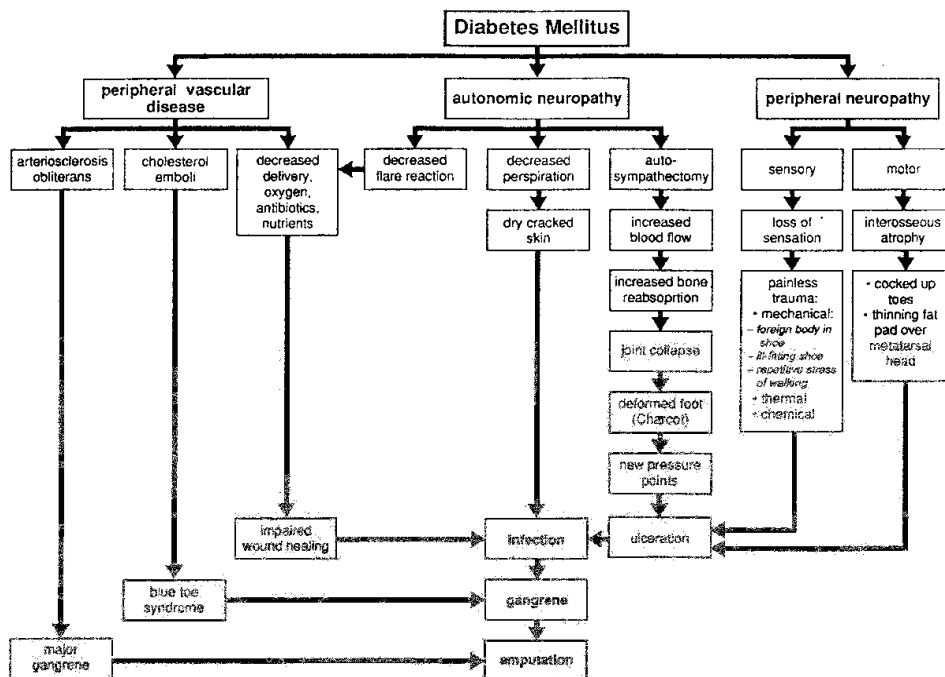 Diabetes Mellitus
peripheral vascular
disease
autonomic neuropathy
peripheral neuropathy
arteriosclerosis
obliterans
cholesterol
emboli
decreased
delivery,
oxygen,
antibiotics,
nutrients
decreased
flare reaction
decreased
perspiration
auto-
sympathectomy
sensory
motor
dry cracked
skin
increased
blood flow
loss of
sensation
interosseous
atrophy
increased bone
reabsoprtion
painless
trauma:
• mechanical:
– foreign body in
shoe
– ill-fitting shoe
– repetitive stress
of walking
• thermal
• chemical
• cocked up
toes
• thinning fat
pad over
metatarsal
head
joint collapse
deformed foot
(Charcot)
new pressure
points
impaired
wound healing
infection
ulceration
blue toe
syndrome
gangrene
major
gangrene
amputation